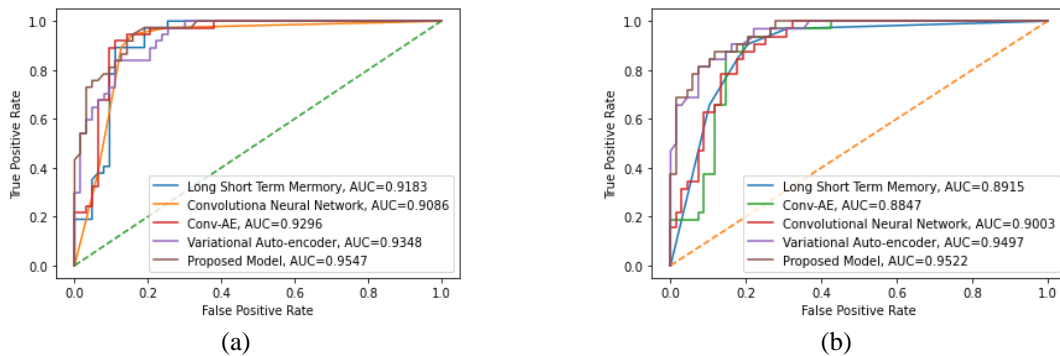 1.0
0.8
0.6
0.4
0.2
0.0
True Positive Rate
Long Short Term Memory, AUC=0.9183
Convolutiona Neural Network, AUC=0.9086
Conv-AE, AUC=0.9296
Variational Auto-encoder, AUC=0.9348
Proposed Model, AUC=0.9547
0.0 0.2 0.4 0.6 0.8 1.0
False Positive Rate
(a)
1.0
0.8
0.6
0.4
0.2
0.0
True Positive Rate
Long Short Term Memory, AUC=0.8915
Conv-AE, AUC=0.8847
Convolutional Neural Network, AUC=0.9003
Variational Auto-encoder, AUC=0.9497
Proposed Model, AUC=0.9522
0.0 0.2 0.4 0.6 0.8 1.0
False Positive Rate
(b)